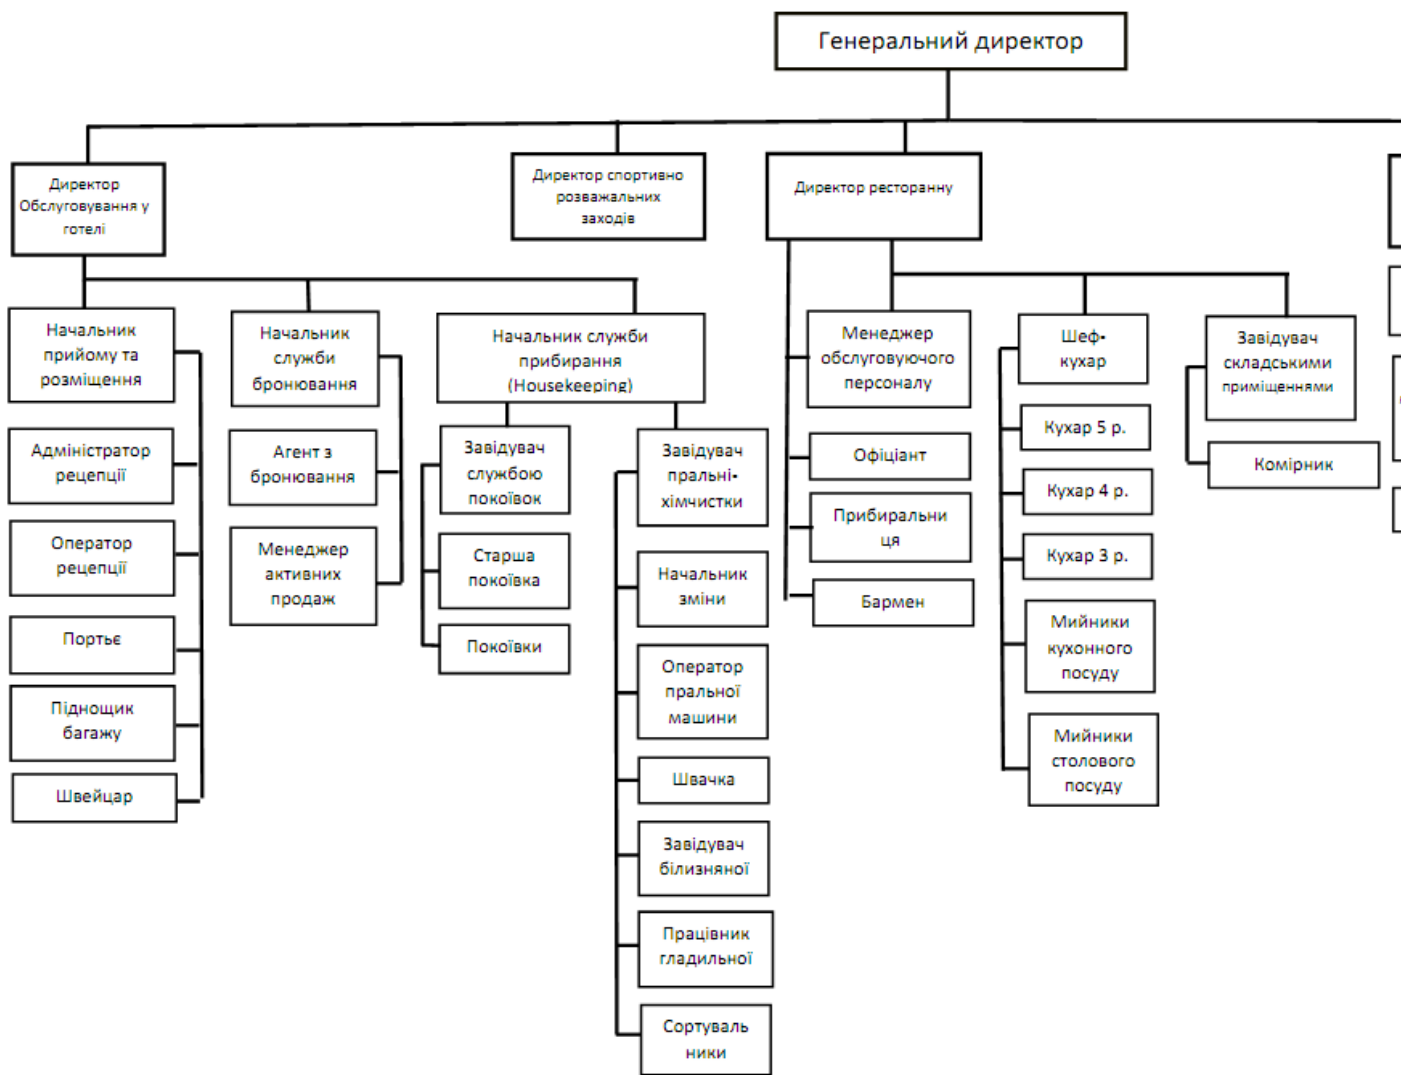 Генеральний директор
Директор
Обслуговування у
готелі
Директор спортивно
розважальних
заходів
Директор ресторанну
Начальник
прийому та
розміщення
Начальник
служби
бронювання
Начальник служби
прибирання
(Housekeeping)
Менеджер
обслуговуючого
персоналу
Шеф-
кухар
Завідувач
складськими
приміщеннями
Адміністратор
рецепції
Агент з
бронювання
Завідувач
службою
покоївок
Завідувач
пральні-
хімчистки
Офіціант
Кухар 5 р.
Комірник
Оператор
рецепції
Менеджер
активних
продаж
Старша
покоївка
Начальник
зміни
Прибиральни
ця
Кухар 4 р.
Кухар 3 р.
Портьє
Покоївки
Оператор
пральної
машини
Бармен
Мийники
кухонного
посуду
Піднощик
багажу
Швачка
Мийники
столового
посуду
Швейцар
Завідувач
білизняної
Працівник
гладильної
Сортуваль
ники